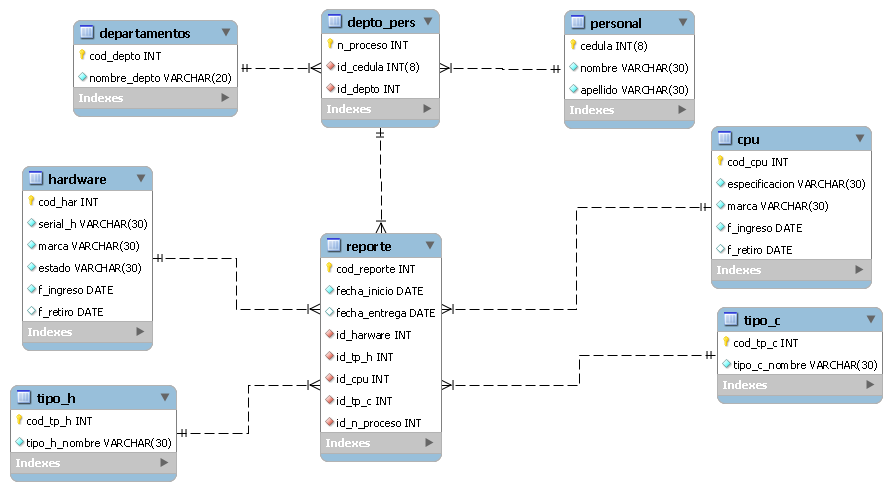 departamentos
cod_depto INT
nombre_depto VARCHAR(20)
Indexes
depto_pers
n_proceso INT
id_cedula INT(8)
id_depto INT
Indexes
personal
cedula INT(8)
nombre VARCHAR(30)
apellido VARCHAR(30)
Indexes
cpu
cod_cpu INT
especificacion VARCHAR(30)
marca VARCHAR(30)
f_ingreso DATE
f_retiro DATE
Indexes
hardware
cod_har INT
serial_h VARCHAR(30)
marca VARCHAR(30)
estado VARCHAR(30)
f_ingreso DATE
f_retiro DATE
Indexes
reporte
cod_reporte INT
fecha_inicio DATE
fecha_entrega DATE
id_harware INT
id_tp_h INT
id_cpu INT
id_tp_c INT
id_n_proceso INT
Indexes
tipo_c
cod_tp_c INT
tipo_c_nombre VARCHAR(30)
Indexes
tipo_h
cod_tp_h INT
tipo_h_nombre VARCHAR(30)
Indexes